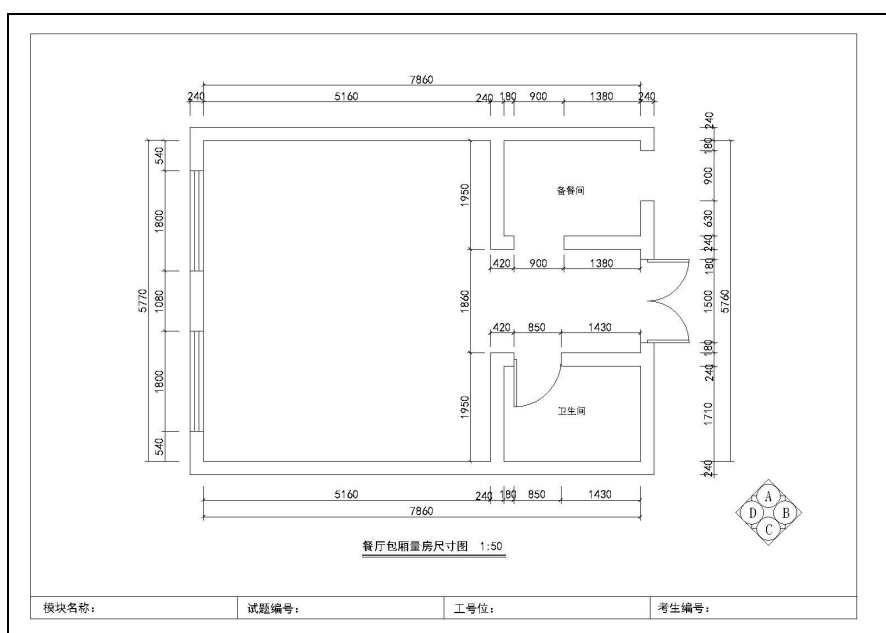 7860
240 5160 240 180 900 1380 240
240
540 180
1950 备餐间 900
1800 630
240
420 900 1380 180
5770 1080 1860 1500 5760
420 850 1430 180
240
1800 1950 卫生间 1710
540 240
5160 240 180 850 1430
7860
A
D B
C
餐厅包厢量房尺寸图 1:50
模块名称： 试题编号： 工号位： 考生编号：